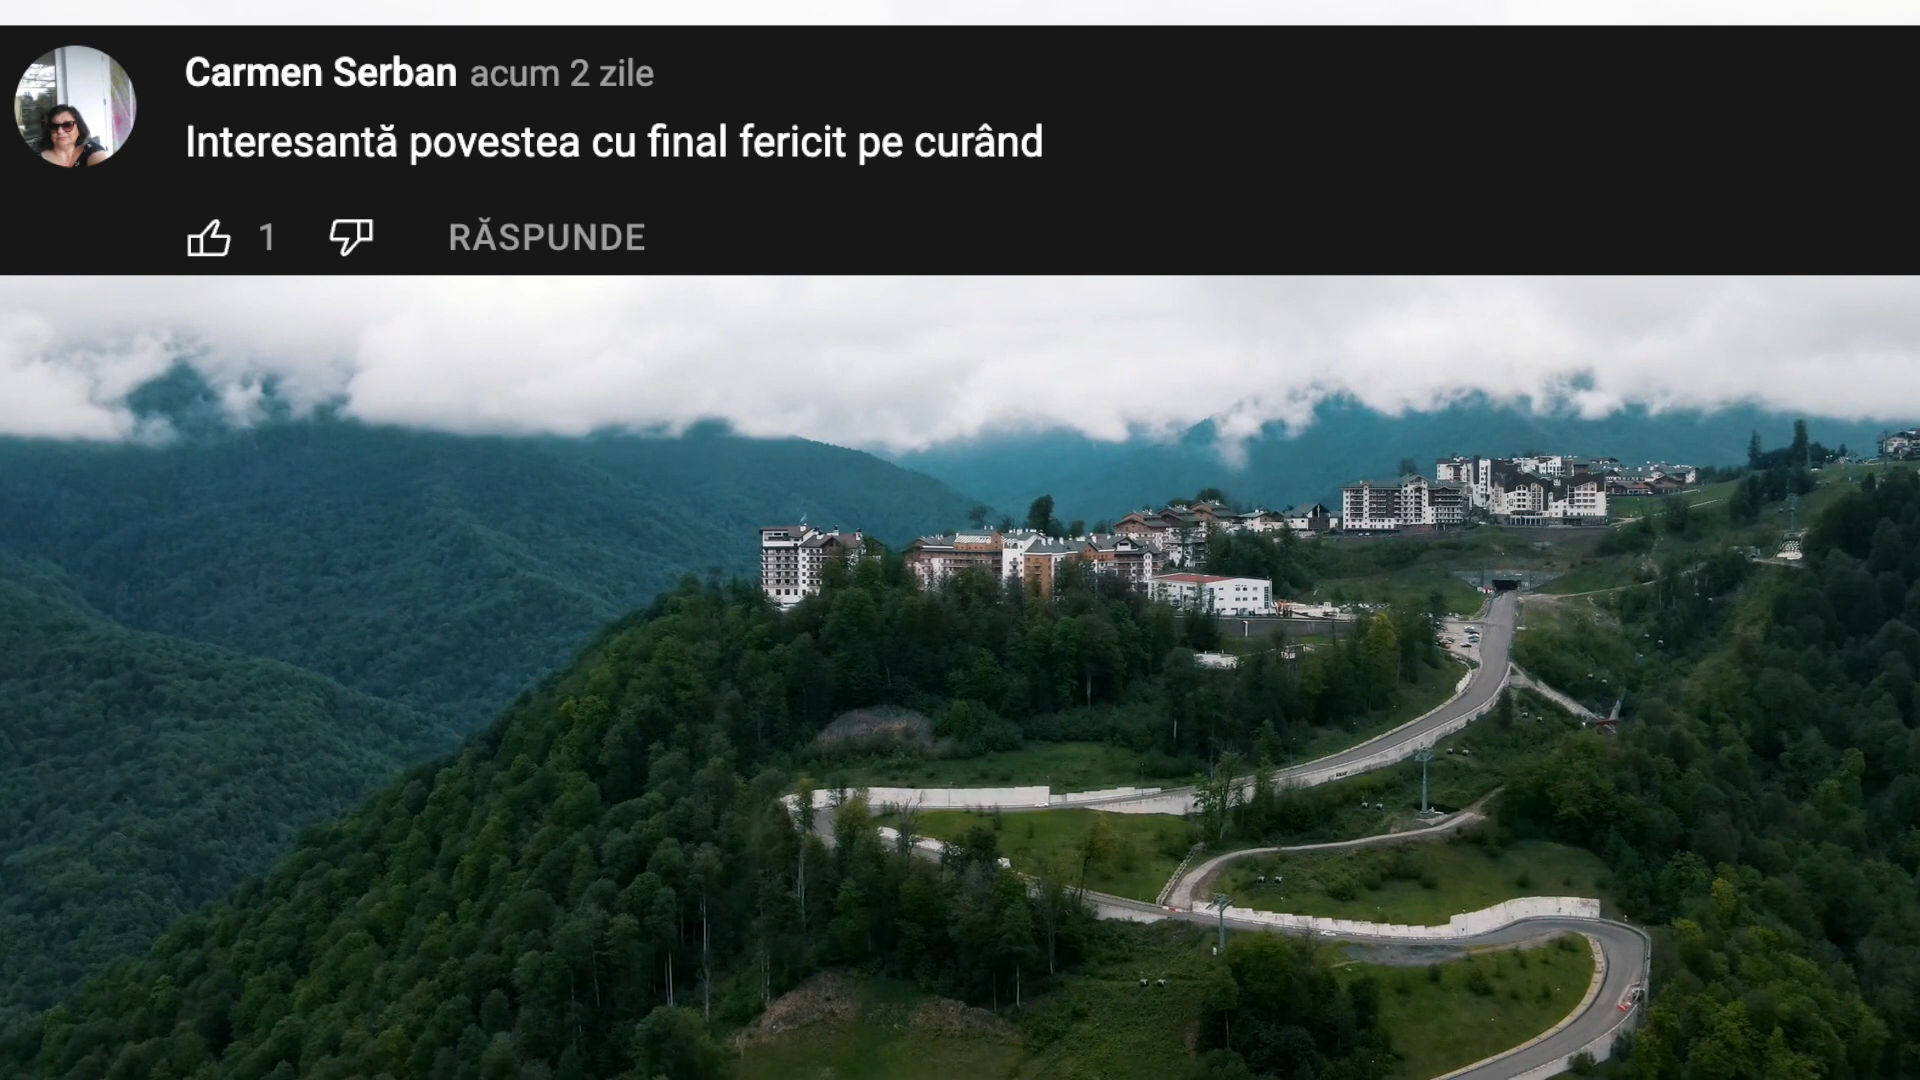 Carmen Serban acum 2 zile
Interesantă povestea cu final fericit pe curând
1 RĂSPUNDE